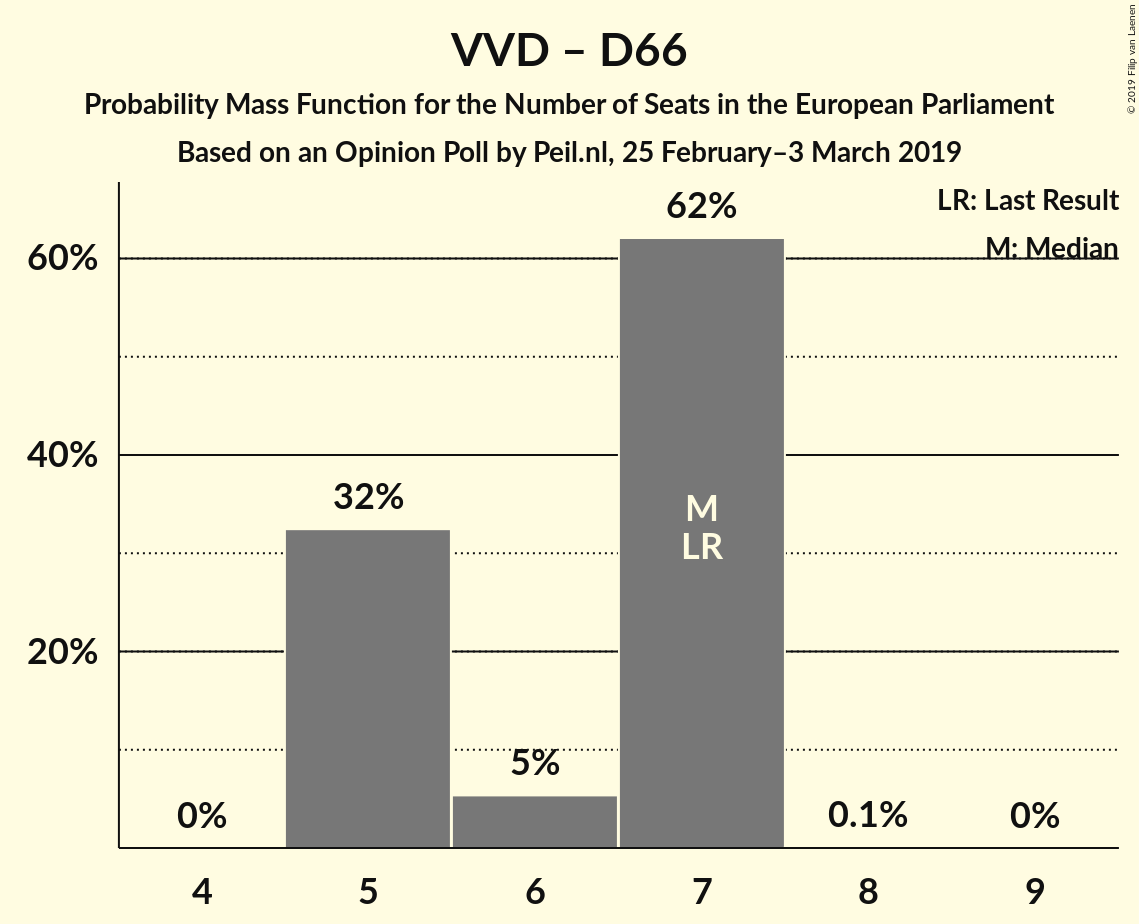 VVD – D66
Probability Mass Function for the Number of Seats in the European Parliament
Based on an Opinion Poll by Peil.nl, 25 February–3 March 2019
© 2019 Filip van Laenen
LR: Last Result
M: Median
60%
40%
20%
0%
32%
5%
62%
M
LR
0.1%
0%
4
5
6
7
8
9